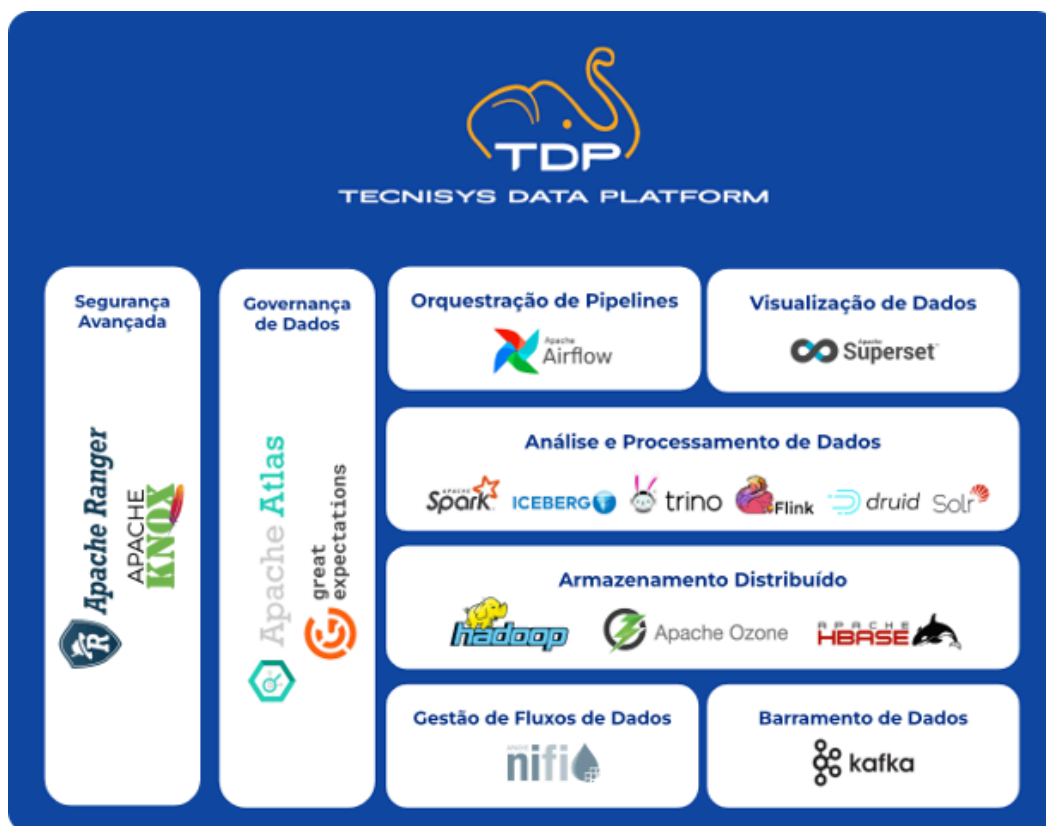 TDP
TECNISYS DATA PLATFORM
Segurança
Avançada
R
Apache Ranger
APACHE
KNOX
Governança
de Dados
Apache Atlas
great
expectations
Orquestração de Pipelines
Apache
Airflow
Visualização de Dados
Apache
Superset™
Análise e Processamento de Dados
APACHE
Spark
ICEBERG
trino
Flink
druid
Solr
Armazenamento Distribuído
hadoop
Apache Ozone
APACHE
HBASE
Gestão de Fluxos de Dados
APACHE
nifi
Barramento de Dados
kafka